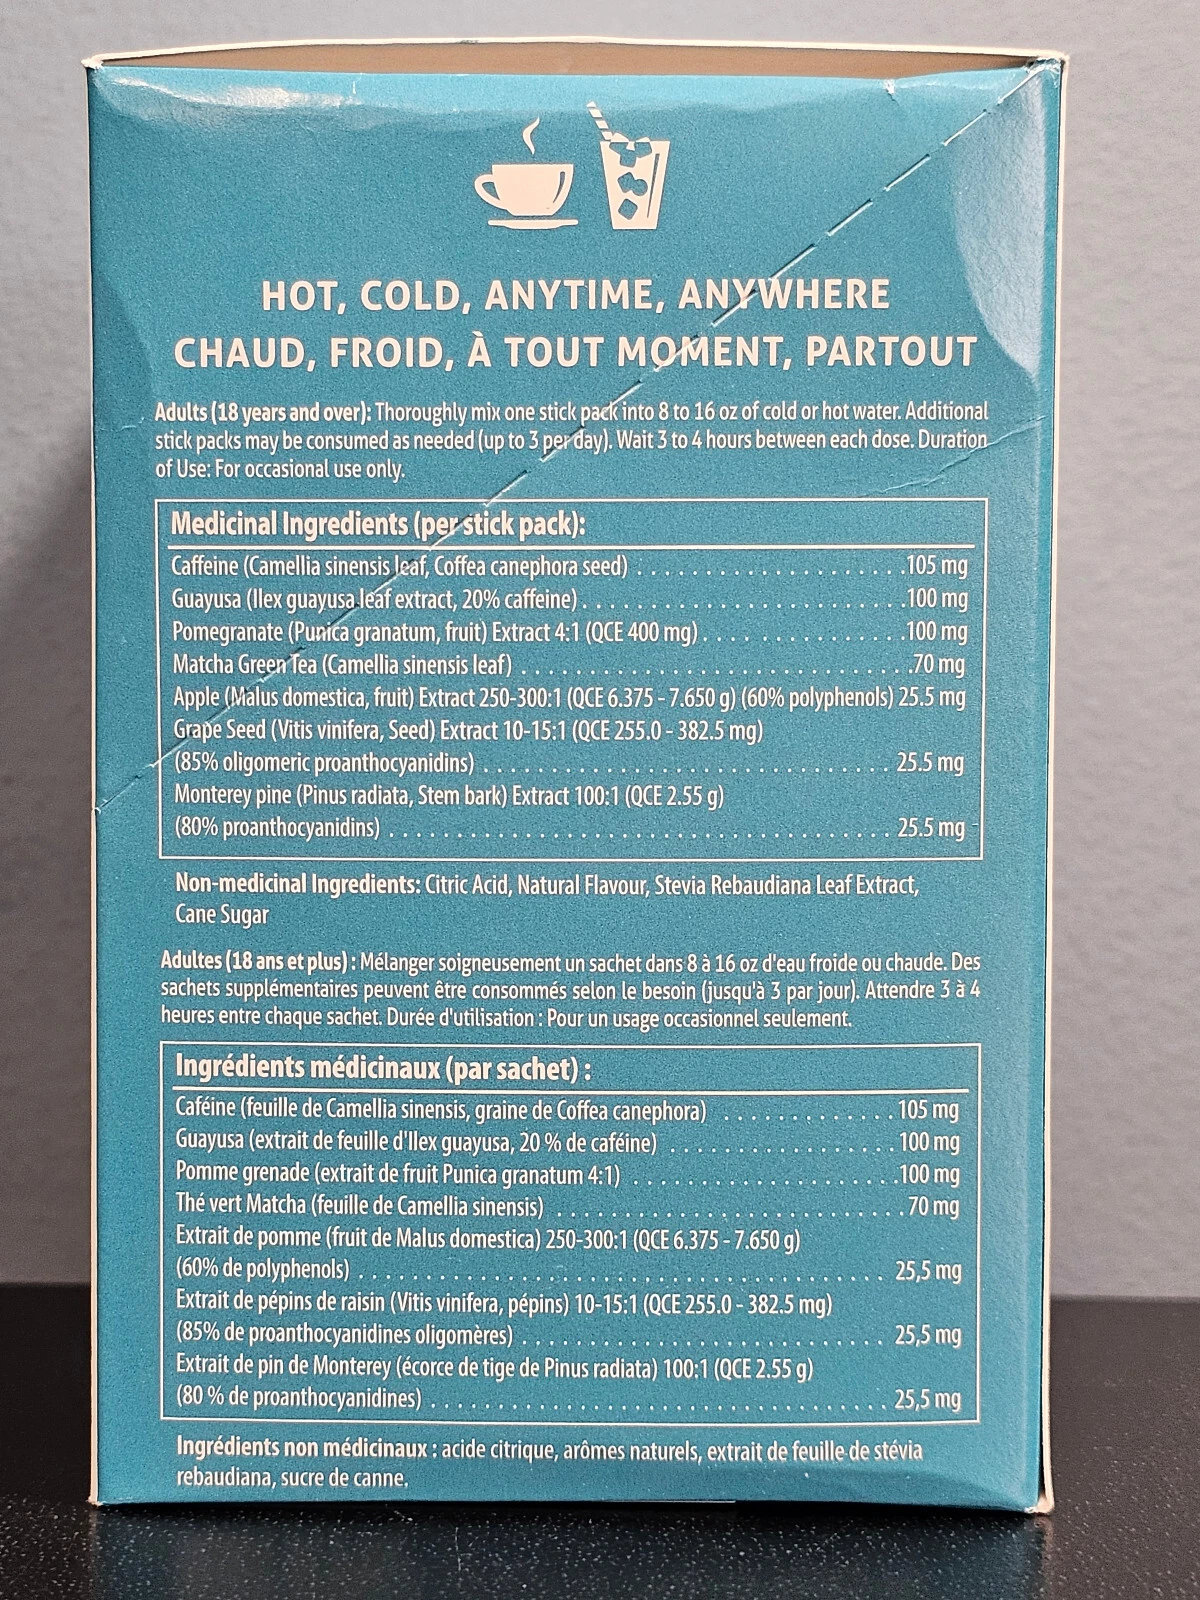 HOT, COLD, ANYTIME, ANYWHERE
CHAUD, FROID, À TOUT MOMENT, PARTOUT
Adults (18 years and over): Thoroughly mix one stick pack into 8 to 16 oz of cold or hot water. Additional
stick packs may be consumed as needed (up to 3 per day). Wait 3 to 4 hours between each dose. Duration
of Use: For occasional use only.
Medicinal Ingredients (per stick pack):
Caffeine (Camellia sinensis leaf, Coffea canephora seed) . . . . . . . . . . . . . . . . . . . .105 mg
Guayusa (Ilex guayusa leaf extract, 20% caffeine) . . . . . . . . . . . . . . . . . . . . . . . .100 mg
Pomegranate (Punica granatum, fruit) Extract 4:1 (QCE 400 mg) . . . . . . . . . . . . . . .100 mg
Matcha Green Tea (Camellia sinensis leaf) . . . . . . . . . . . . . . . . . . . . . . . . . . . . .70 mg
Apple (Malus domestica, fruit) Extract 250-300:1 (QCE 6.375 - 7.650 g) (60% polyphenols) 25.5 mg
Grape Seed (Vitis vinifera, Seed) Extract 10-15:1 (QCE 255.0 - 382.5 mg)
(85% oligomeric proanthocyanidins) . . . . . . . . . . . . . . . . . . . . . . . . . . . . . . 25.5 mg
Monterey pine (Pinus radiata, Stem bark) Extract 100:1 (QCE 2.55 g)
(80% proanthocyanidins) . . . . . . . . . . . . . . . . . . . . . . . . . . . . . . . . . . . . . 25.5 mg
Non-medicinal Ingredients: Citric Acid, Natural Flavour, Stevia Rebaudiana Leaf Extract,
Cane Sugar
Adultes (18 ans et plus) : Mélanger soigneusement un sachet dans 8 à 16 oz d'eau froide ou chaude. Des
sachets supplémentaires peuvent être consommés selon le besoin (jusqu'à 3 par jour). Attendre 3 à 4
heures entre chaque sachet. Durée d'utilisation : Pour un usage occasionnel seulement.
Ingrédients médicinaux (par sachet) :
Caféine (feuille de Camellia sinensis, graine de Coffea canephora) . . . . . . . . . . . . . 105 mg
Guayusa (extrait de feuille d'Ilex guayusa, 20 % de caféine) . . . . . . . . . . . . . . . . . 100 mg
Pomme grenade (extrait de fruit Punica granatum 4:1) . . . . . . . . . . . . . . . . . . . .100 mg
Thé vert Matcha (feuille de Camellia sinensis) . . . . . . . . . . . . . . . . . . . . . . . . . .70 mg
Extrait de pomme (fruit de Malus domestica) 250-300:1 (QCE 6.375 - 7.650 g)
(60% de polyphenols) . . . . . . . . . . . . . . . . . . . . . . . . . . . . . . . . . . . . . . . 25,5 mg
Extrait de pépins de raisin (Vitis vinifera, pépins) 10-15:1 (QCE 255.0 - 382.5 mg)
(85% de proanthocyanidines oligomères) . . . . . . . . . . . . . . . . . . . . . . . . . . . 25,5 mg
Extrait de pin de Monterey (écorce de tige de Pinus radiata) 100:1 (QCE 2.55 g)
(80 % de proanthocyanidines) . . . . . . . . . . . . . . . . . . . . . . . . . . . . . . . . . . 25,5 mg
Ingrédients non médicinaux : acide citrique, arômes naturels, extrait de feuille de stévia
rebaudiana, sucre de canne.